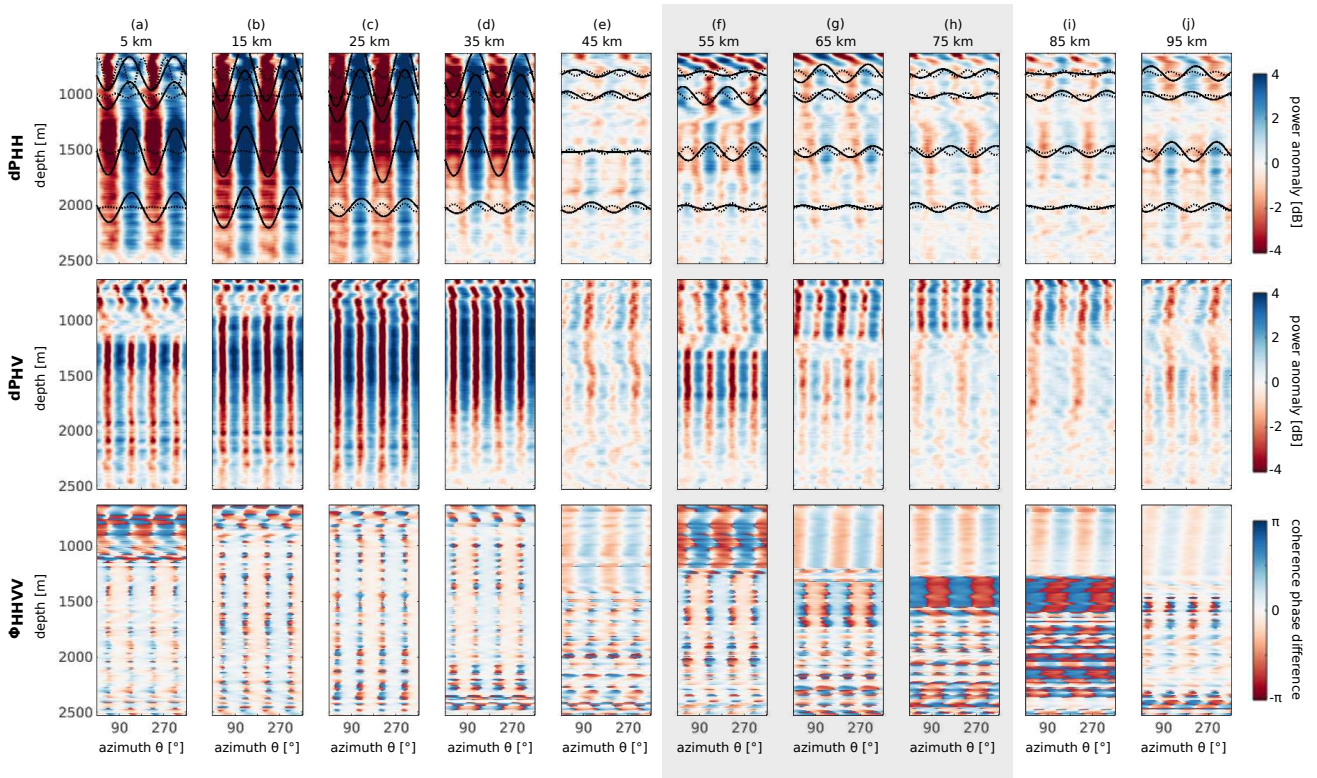 (a) (b) (c) (d) (e) (f) (g) (h) (i) (j)
5 km 15 km 25 km 35 km 45 km 55 km 65 km 75 km 85 km 95 km
dPHH
depth [m]
1000
1500
2000
2500
4
2
0
-2
-4
power anomaly [dB]
dPHV
depth [m]
1000
1500
2000
2500
4
2
0
-2
-4
power anomaly [dB]
ΦHHVV
depth [m]
1000
1500
2000
2500
π
0
-π
coherence phase difference
90 270 90 270 90 270 90 270 90 270 90 270 90 270 90 270 90 270 90 270
azimuth θ [°] azimuth θ [°] azimuth θ [°] azimuth θ [°] azimuth θ [°] azimuth θ [°] azimuth θ [°] azimuth θ [°] azimuth θ [°] azimuth θ [°]